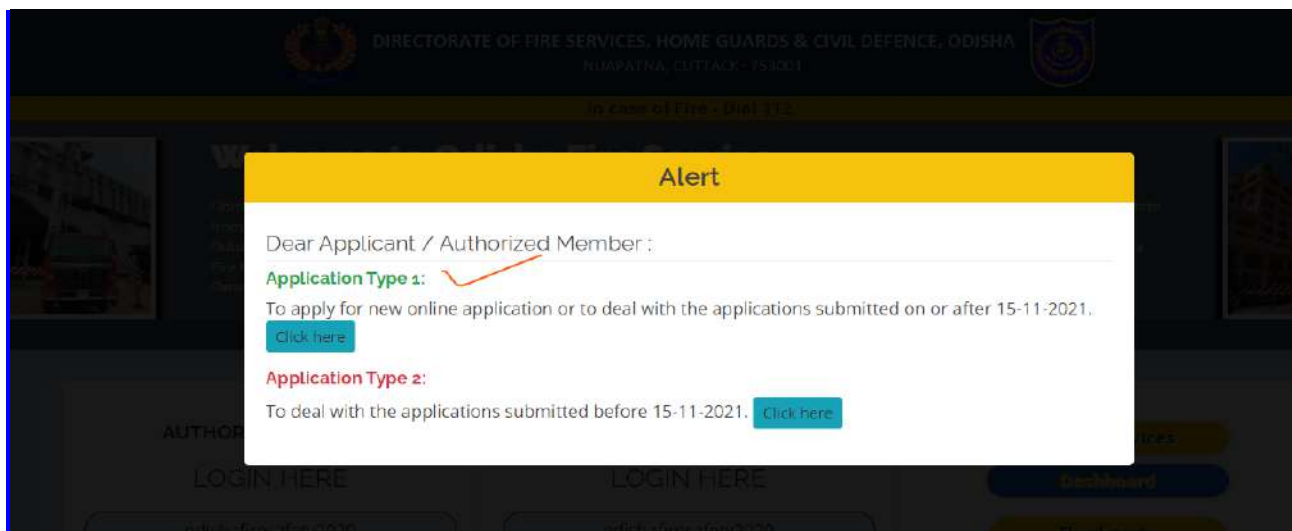 DIRECTORATE OF FIRE SERVICES, HOME GUARDS & CIVIL DEFENCE, ODISHA
NUAPATNA, CUTTACK - 753001
In case of Fire - Dial 112
Alert
Dear Applicant / Authorized Member :
Application Type 1:
To apply for new online application or to deal with the applications submitted on or after 15-11-2021.
Click here
Application Type 2:
To deal with the applications submitted before 15-11-2021. Click here
LOGIN HERE LOGIN HERE
Dashboard